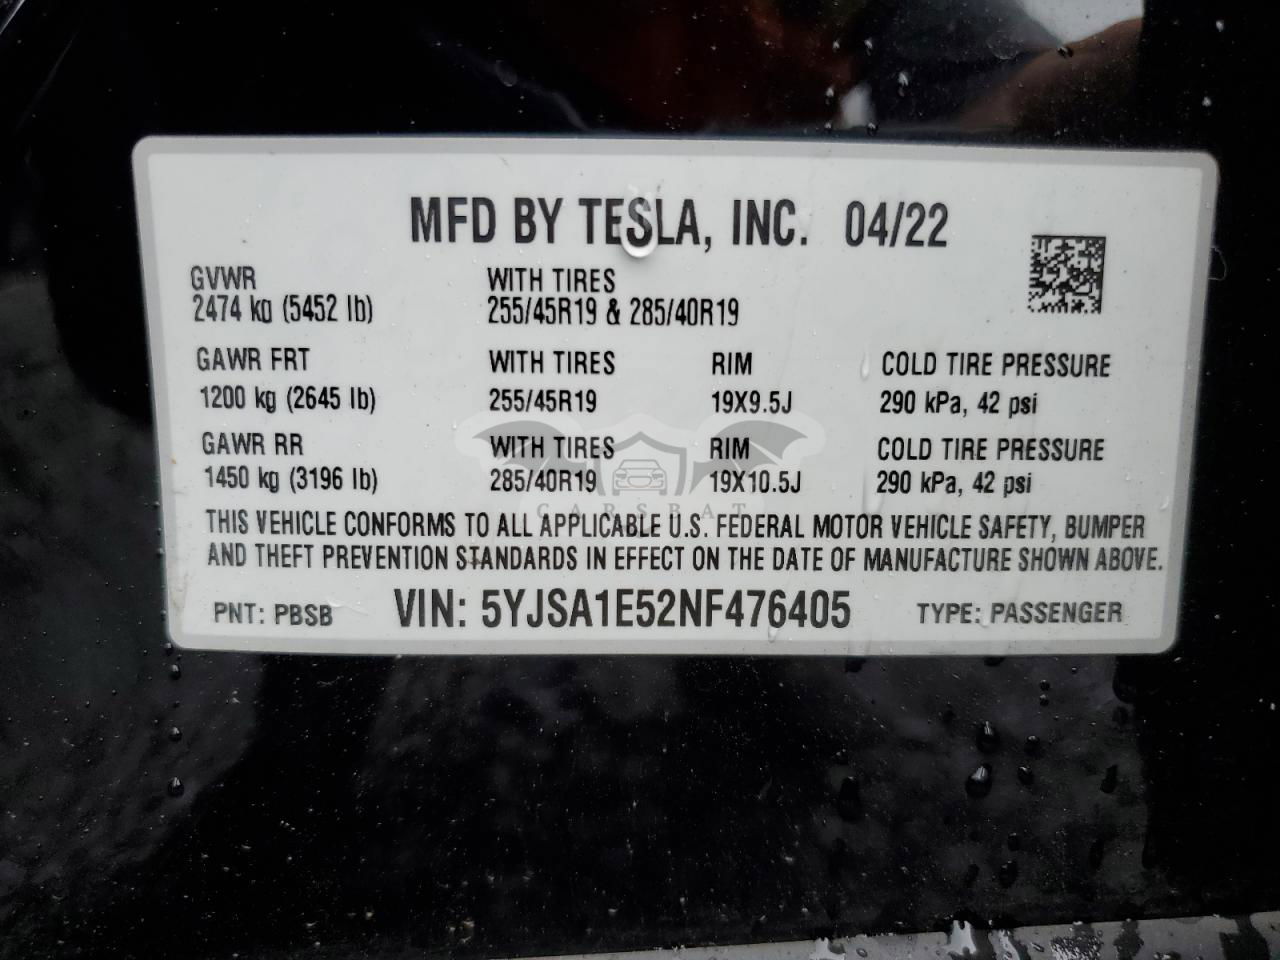 MFD BY TESLA, INC. 04/22
GVWR WITH TIRES
2474 kg (5452 lb) 255/45R19 & 285/40R19
GAWR FRT WITH TIRES RIM COLD TIRE PRESSURE
1200 kg (2645 lb) 255/45R19 19X9.5J 290 kPa, 42 psi
GAWR RR WITH TIRES RIM COLD TIRE PRESSURE
1450 kg (3196 lb) 285/40R19 19X10.5J 290 kPa, 42 psi
CARSBAT
THIS VEHICLE CONFORMS TO ALL APPLICABLE U.S. FEDERAL MOTOR VEHICLE SAFETY, BUMPER
AND THEFT PREVENTION STANDARDS IN EFFECT ON THE DATE OF MANUFACTURE SHOWN ABOVE.
PNT: PBSB VIN: 5YJSA1E52NF476405 TYPE: PASSENGER